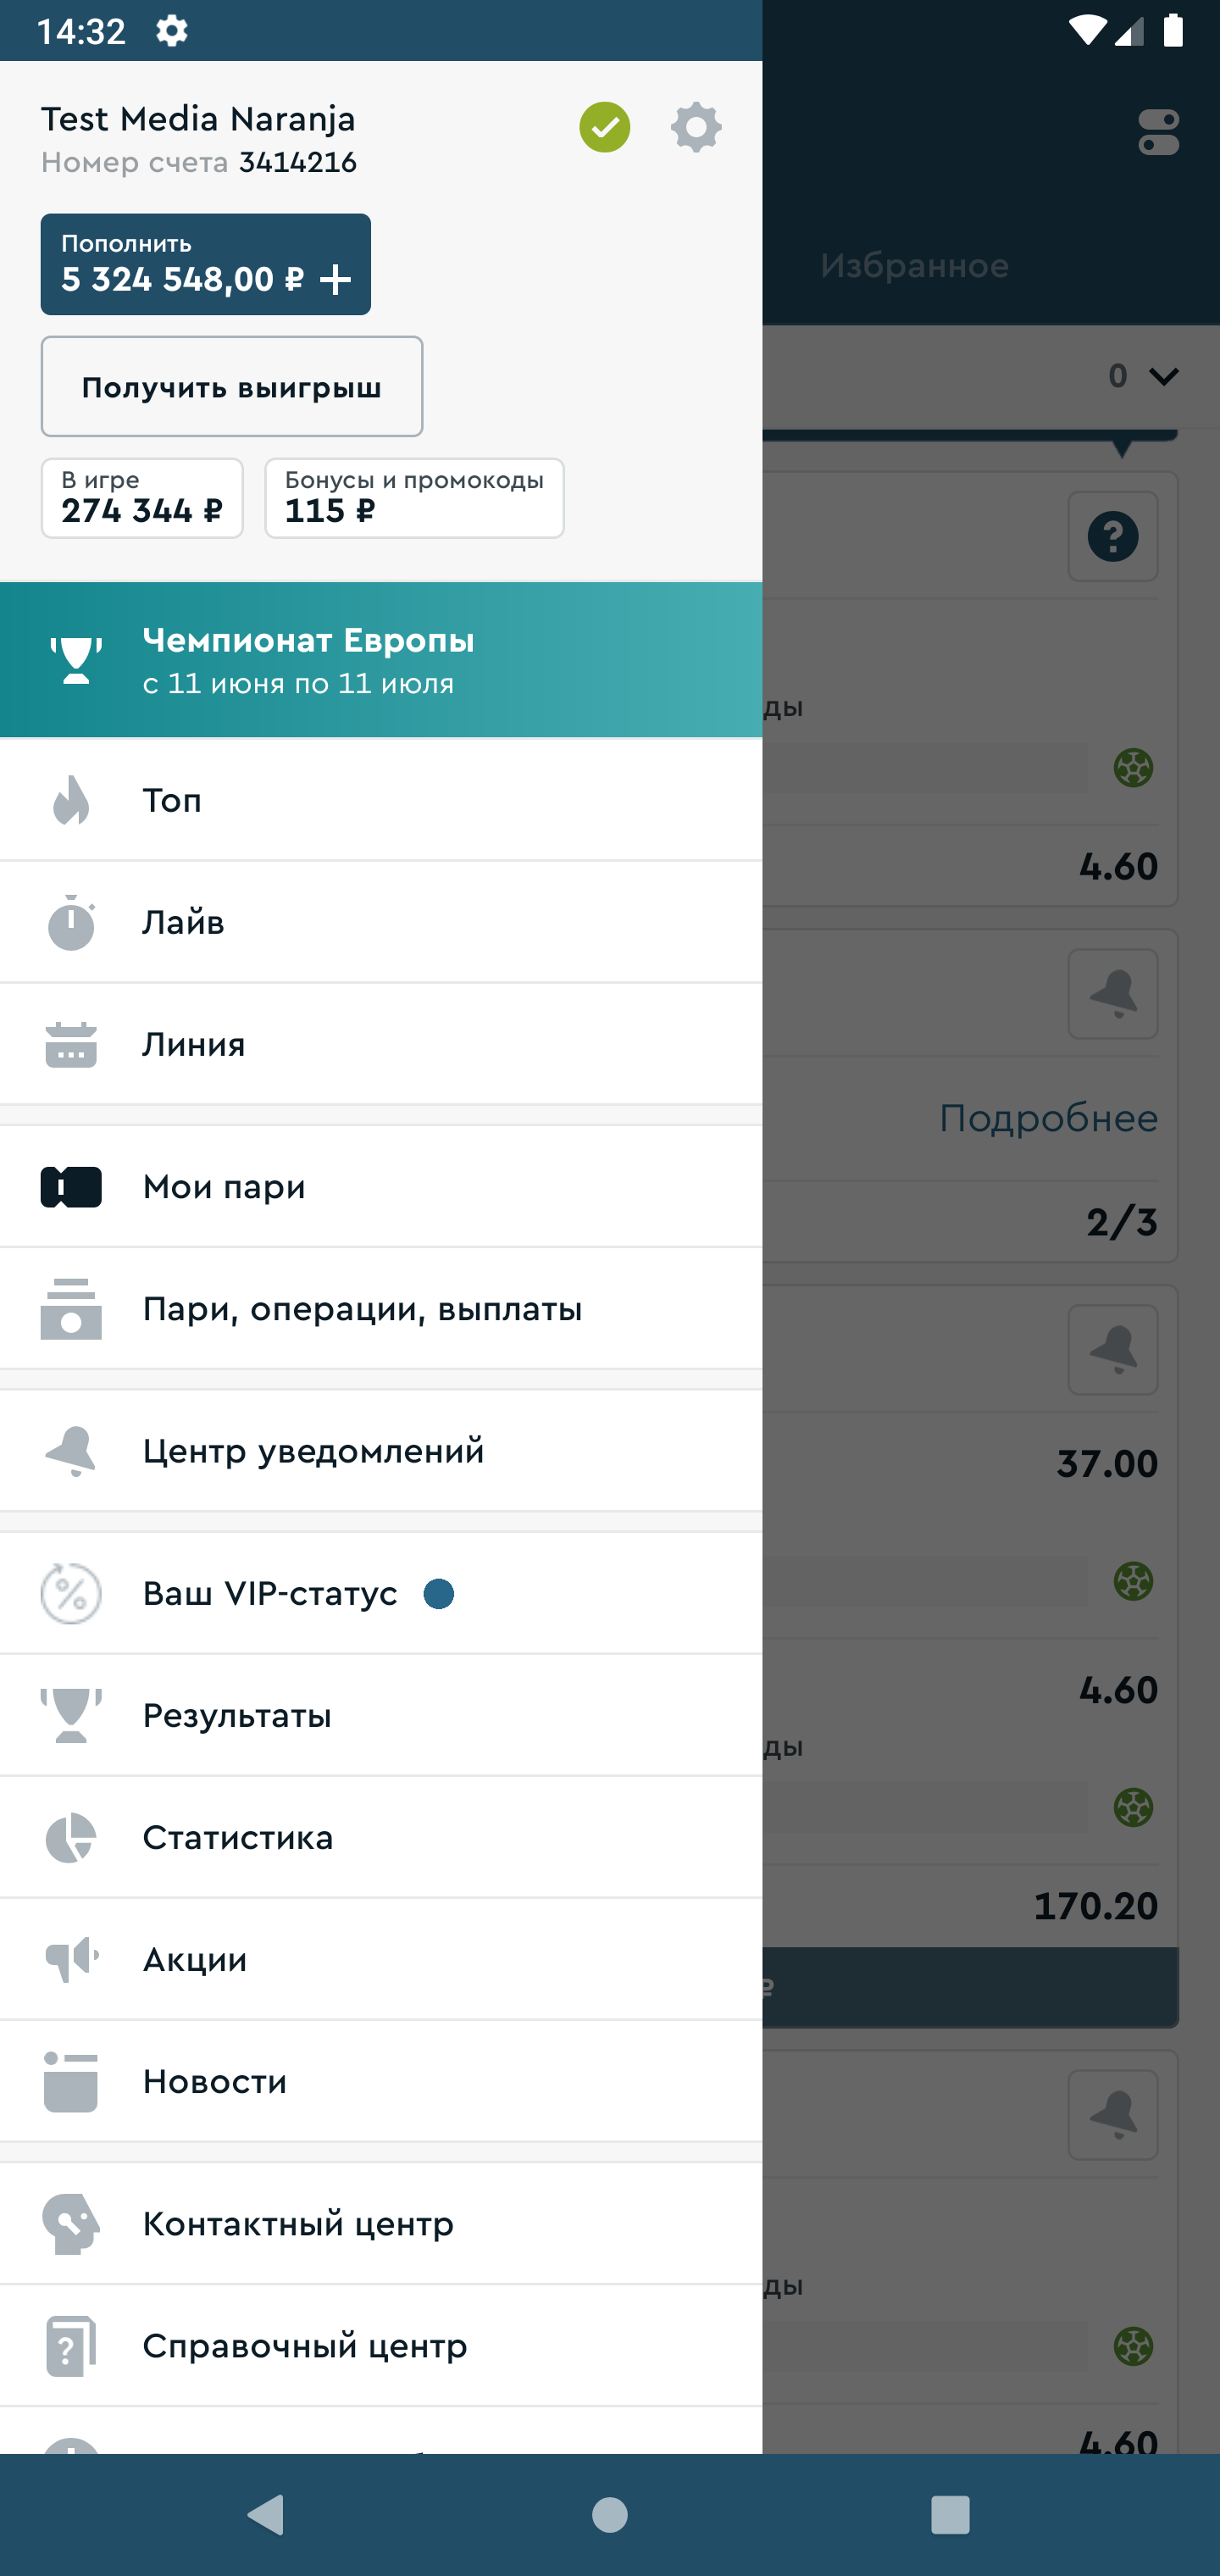 14:32
Test Media Naranja
Номер счета 3414216
Пополнить
5 324 548,00 ₽ +
Получить выигрыш
В игре
274 344 ₽
Бонусы и промокоды
115 ₽
Чемпионат Европы
с 11 июня по 11 июля
Топ
Лайв
Линия
Мои пари
Пари, операции, выплаты
Центр уведомлений
Ваш VIP-статус
Результаты
Статистика
Акции
Новости
Контактный центр
Справочный центр
Избранное
0
?
ды
4.60
Подробнее
2/3
37.00
4.60
ды
170.20
₽
ды
4.60